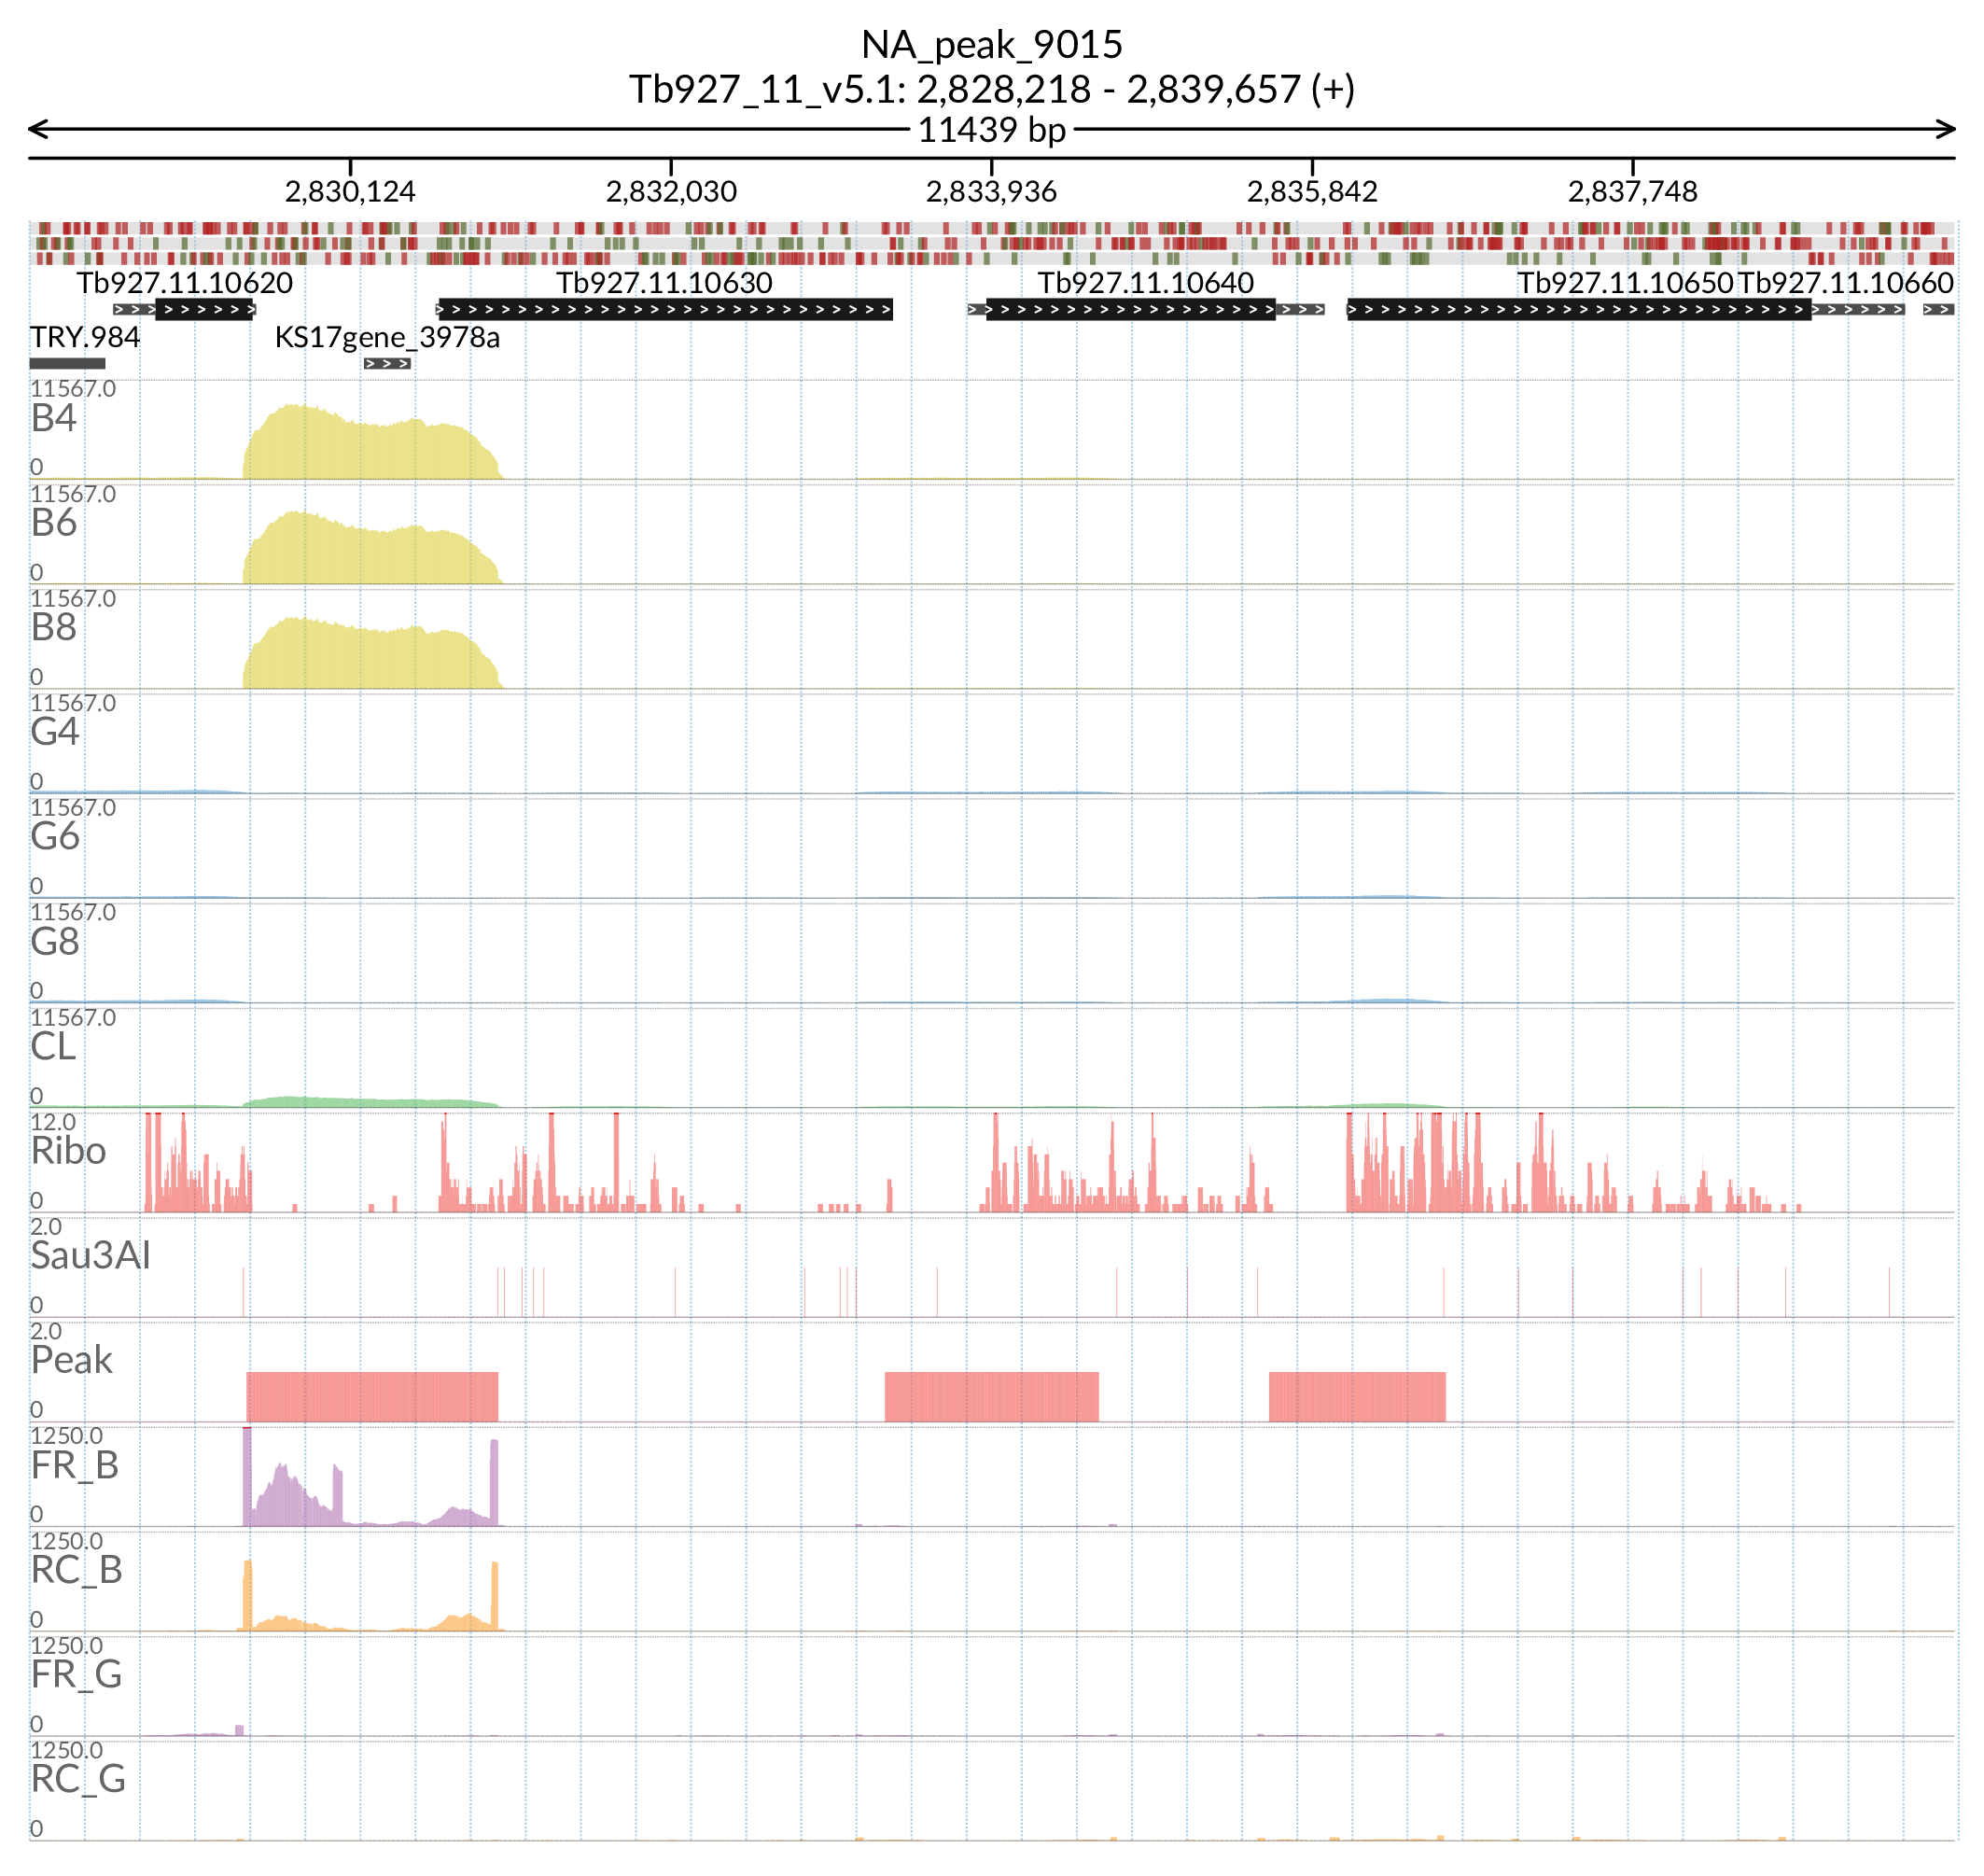 NA_peak_9015
Tb927_11_v5.1: 2,828,218 - 2,839,657 (+)
11439 bp
2,830,124 2,832,030 2,833,936 2,835,842 2,837,748
Tb927.11.10620 Tb927.11.10630 Tb927.11.10640 Tb927.11.10650 Tb927.11.10660
TRY.984 KS17gene_3978a
11567.0
B4
0
11567.0
B6
0
11567.0
B8
0
11567.0
G4
0
11567.0
G6
0
11567.0
G8
0
11567.0
CL
0
12.0
Ribo
0
2.0
Sau3AI
0
2.0
Peak
0
1250.0
FR_B
0
1250.0
RC_B
0
1250.0
FR_G
0
1250.0
RC_G
0